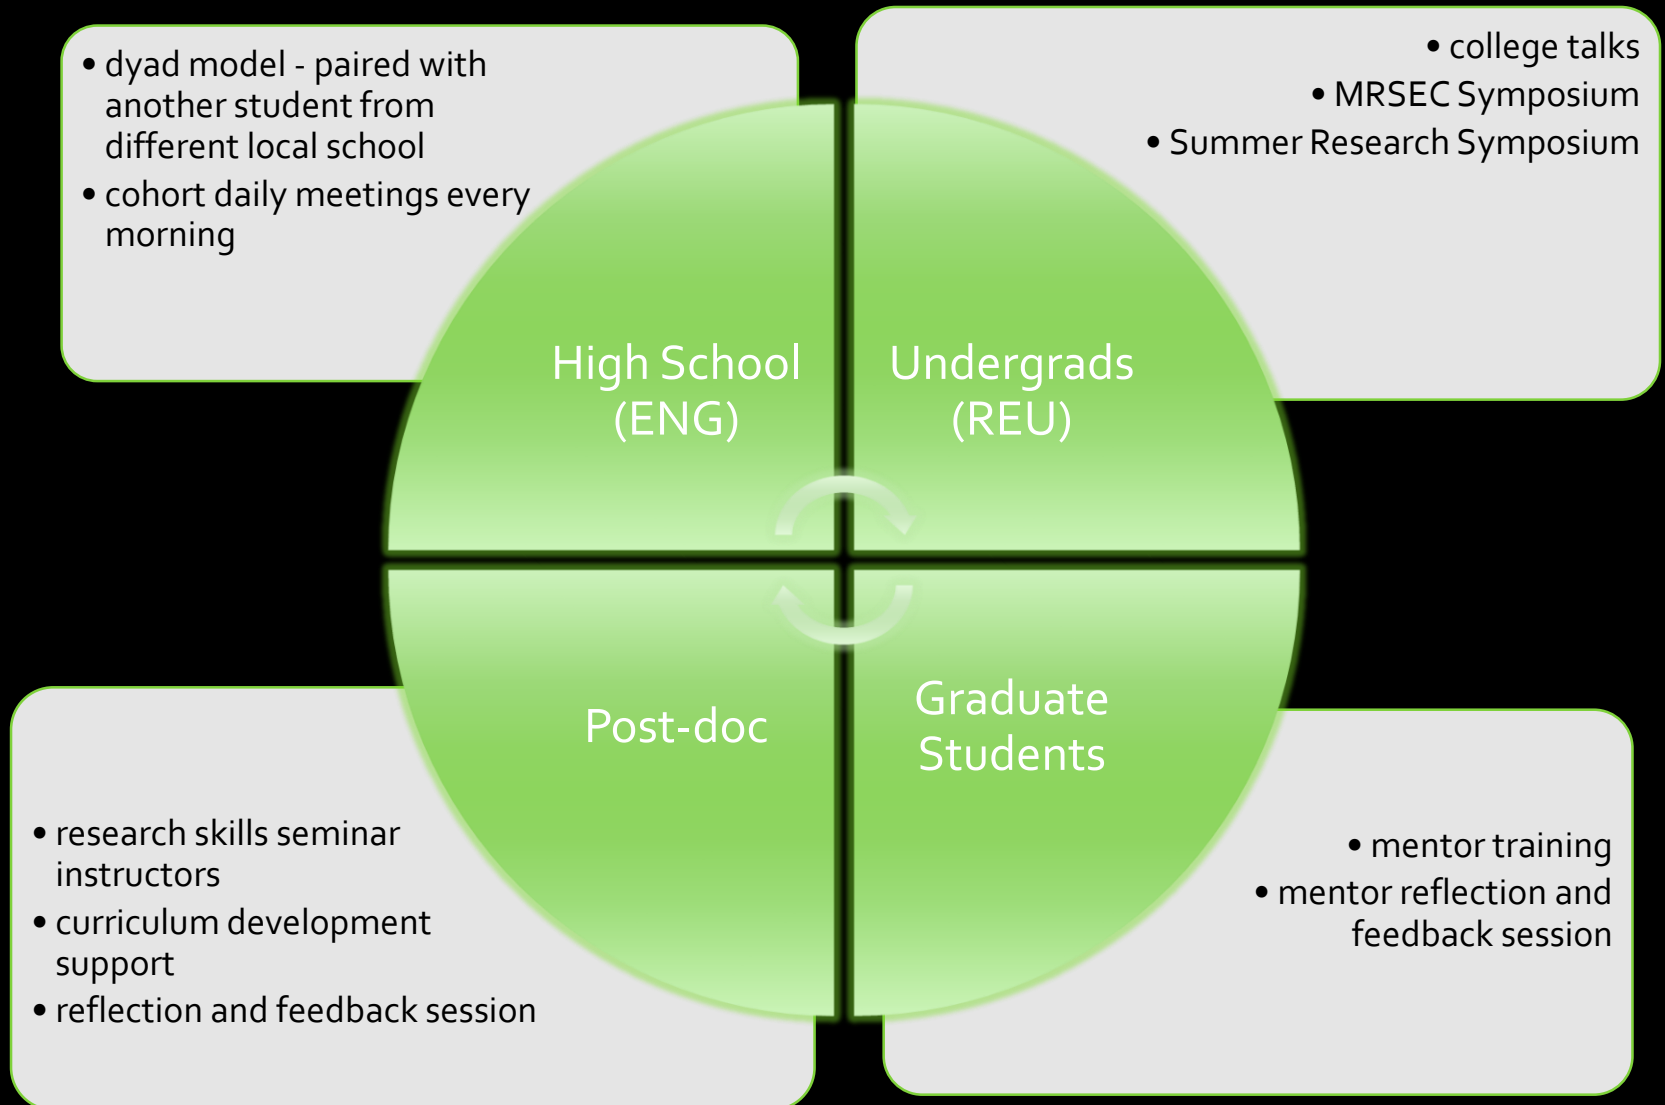 • dyad model - paired with
another student from
different local school
• cohort daily meetings every
morning
• college talks
• MRSEC Symposium
• Summer Research Symposium
High School
(ENG)
Undergrads
(REU)
Post-doc
Graduate
Students
• research skills seminar
instructors
• curriculum development
support
• reflection and feedback session
• mentor training
• mentor reflection and
feedback session